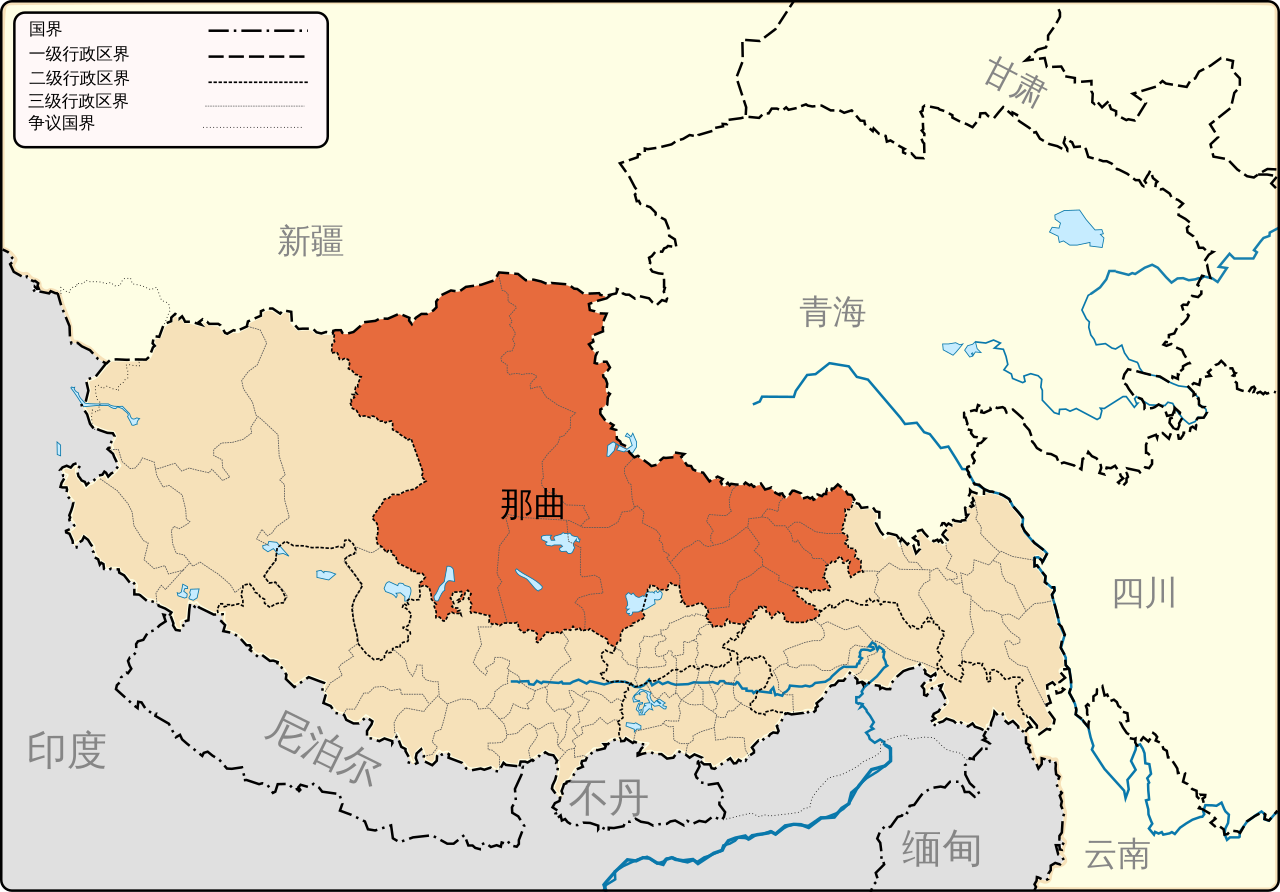 国界
一级行政区界
二级行政区界
三级行政区界
争议国界
甘肃
新疆
青海
那曲
四川
印度
尼泊尔
不丹
缅甸
云南